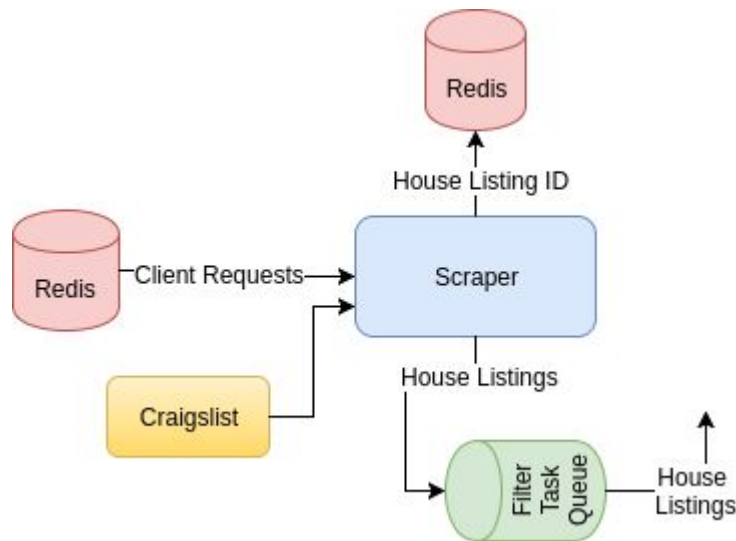 Redis
House Listing ID
Redis
Client Requests
Scraper
Craigslist
House Listings
Filter
Task
Queue
House
Listings